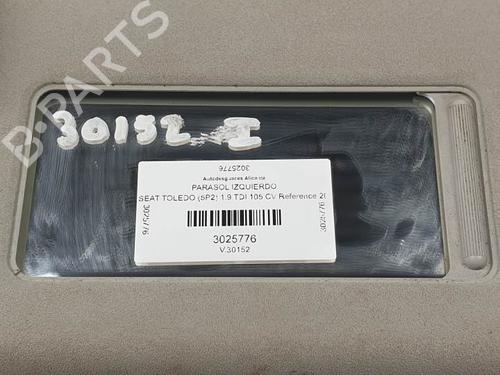 B-PARTS
30152 - I
3025776
Autodesguaces Alicante
PARASOL IZQUIERDO
SEAT TOLEDO (5P2) 1.9 TDI 105 CV Reference 2(
3025776
3025776
3025776
V.30152